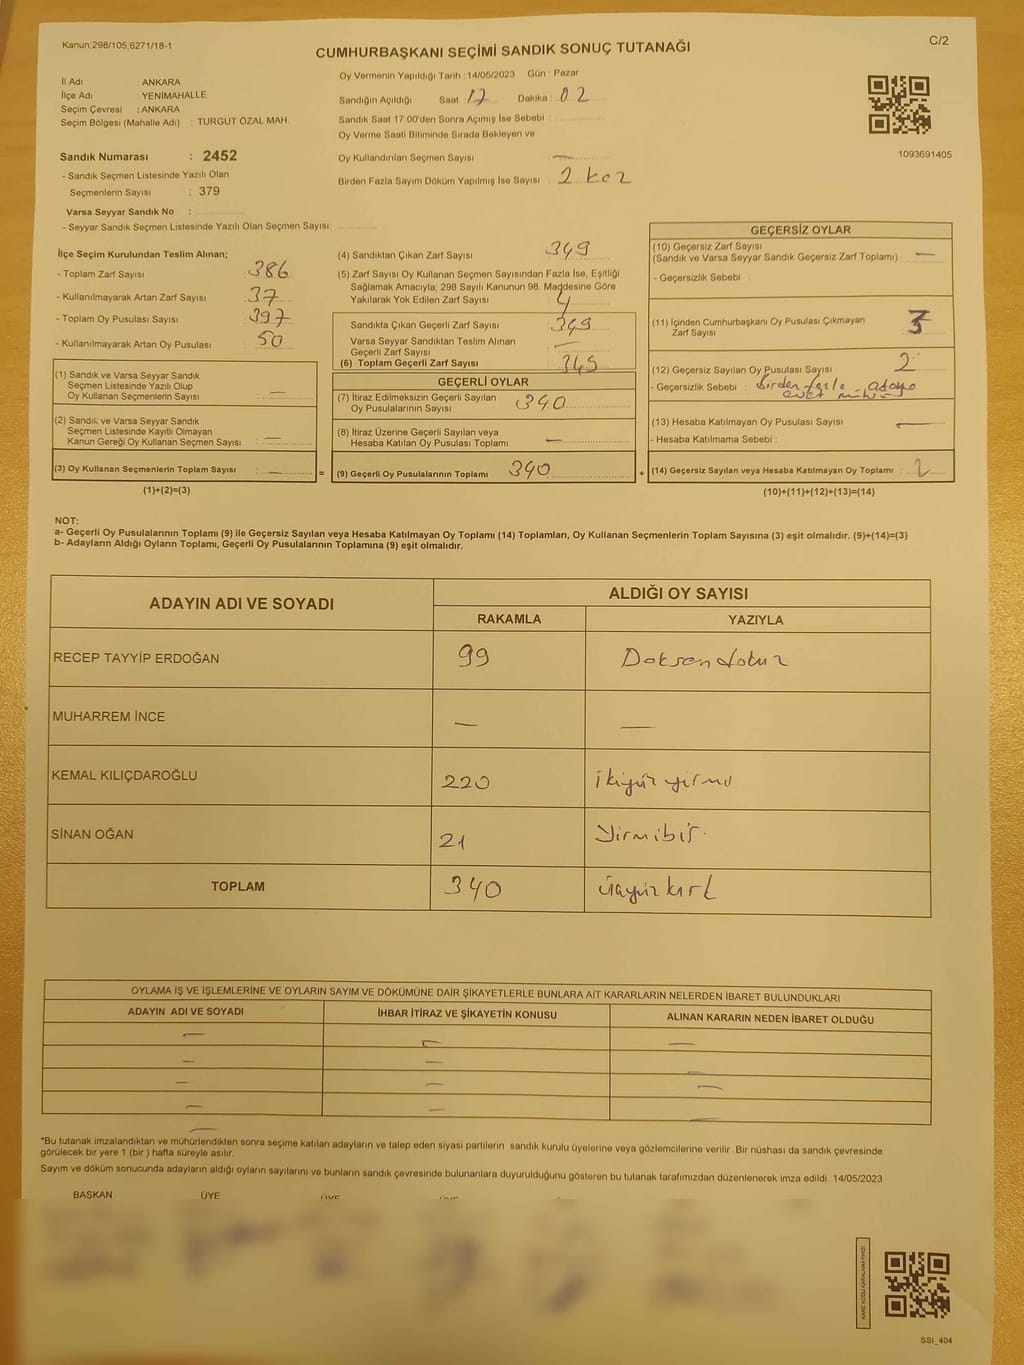 Kanun:298/105,6271/18-1
C/2
CUMHURBAŞKANI SEÇİMİ SANDIK SONUÇ TUTANAĞI
İl Adı : ANKARA
İlçe Adı : YENİMAHALLE
Seçim Çevresi : ANKARA
Seçim Bölgesi (Mahalle Adı) : TURGUT ÖZAL MAH.
Oy Vermenin Yapıldığı Tarih : 14/05/2023 Gün : Pazar
Sandığın Açıldığı Saat : 17 Dakika : 02
Sandık Saat 17:00'den Sonra Açımış İse Sebebi :
Oy Verme Saati Bitiminde Sırada Bekleyen ve
Oy Kullandırılan Seçmen Sayısı : —
Birden Fazla Sayım Döküm Yapılmış İse Sayısı : 2 kez
1093691405
Sandık Numarası : 2452
- Sandık Seçmen Listesinde Yazılı Olan
Seçmenlerin Sayısı : 379
Varsa Seyyar Sandık No :
- Seyyar Sandık Seçmen Listesinde Yazılı Olan Seçmen Sayısı:
İlçe Seçim Kurulundan Teslim Alınan;
- Toplam Zarf Sayısı : 386
- Kullanılmayarak Artan Zarf Sayısı : 37
- Toplam Oy Pusulası Sayısı : 397
- Kullanılmayarak Artan Oy Pusulası : 50
(1) Sandık ve Varsa Seyyar Sandık
Seçmen Listesinde Yazılı Olup
Oy Kullanan Seçmenlerin Sayısı : —
(2) Sandık ve Varsa Seyyar Sandık
Seçmen Listesinde Kayıtlı Olmayan
Kanun Gereği Oy Kullanan Seçmen Sayısı : —
(3) Oy Kullanan Seçmenlerin Toplam Sayısı : — =
(1)+(2)=(3)
(4) Sandıktan Çıkan Zarf Sayısı : 349
(5) Zarf Sayısı Oy Kullanan Seçmen Sayısından Fazla İse, Eşitliği
Sağlamak Amacıyla; 298 Sayılı Kanunun 98. Maddesine Göre
Yakılarak Yok Edilen Zarf Sayısı : 4
Sandıkta Çıkan Geçerli Zarf Sayısı : 349
Varsa Seyyar Sandıktan Teslim Alınan
Geçerli Zarf Sayısı : —
(6) Toplam Geçerli Zarf Sayısı : 345
GEÇERLİ OYLAR
(7) İtiraz Edilmeksizin Geçerli Sayılan
Oy Pusulasının Sayısı : 340
(8) İtiraz Üzerine Geçerli Sayılan veya
Hesaba Katılan Oy Pusulası Toplamı : —
(9) Geçerli Oy Pusulalarının Toplamı : 340 +
GEÇERSİZ OYLAR
(10) Geçersiz Zarf Sayısı
(Sandık ve Varsa Seyyar Sandık Geçersiz Zarf Toplamı) : —
- Geçersizlik Sebebi :
(11) İçinden Cumhurbaşkanı Oy Pusulası Çıkmayan
Zarf Sayısı : 3
(12) Geçersiz Sayılan Oy Pusulası Sayısı : 2
- Geçersizlik Sebebi : Birden fazla adaya
evet
(13) Hesaba Katılmayan Oy Pusulası Sayısı : —
- Hesaba Katılmama Sebebi :
(14) Geçersiz Sayılan veya Hesaba Katılmayan Oy Toplamı : 2
(10)+(11)+(12)+(13)=(14)
NOT:
a- Geçerli Oy Pusulalarının Toplamı (9) ile Geçersiz Sayılan veya Hesaba Katılmayan Oy Toplamı (14) Toplamları, Oy Kullanan Seçmenlerin Toplam Sayısına (3) eşit olmalıdır. (9)+(14)=(3)
b- Adayların Aldığı Oyların Toplamı, Geçerli Oy Pusulalarının Toplamına (9) eşit olmalıdır.
ADAYIN ADI VE SOYADI ALDIĞI OY SAYISI
RAKAMLA YAZIYLA
RECEP TAYYİP ERDOĞAN 99 Doksandokuz
MUHARREM İNCE — —
KEMAL KILIÇDAROĞLU 220 ikiyüz yirmi
SİNAN OĞAN 21 Yirmibir
TOPLAM 340 üçyüz kırk
OYLAMA İŞ VE İŞLEMLERİNE VE OYLARIN SAYIM VE DÖKÜMÜNE DAİR ŞİKAYETLERLE BUNLARA AİT KARARLARIN NELERDEN İBARET BULUNDUKLARI
ADAYIN ADI VE SOYADI İHBAR İTİRAZ VE ŞİKAYETİN KONUSU ALINAN KARARIN NEDEN İBARET OLDUĞU
— — —
— — —
— — —
— — —
*Bu tutanak imzalandıktan ve mühürlendikten sonra seçime katılan adayların ve talep eden siyasi partilerin sandık kurulu üyelerine veya gözlemcilerine verilir .Bir nüshası da sandık çevresinde
görülecek bir yere 1 (bir ) hafta süreyle asılır.
Sayım ve döküm sonucunda adayların aldığı oyların sayılarını ve bunların sandık çevresinde bulunanlara duyurulduğunu gösteren bu tutanak tarafımızdan düzenlenerek imza edildi. 14/05/2023
BAŞKAN ÜYE ÜYE
SSI_404